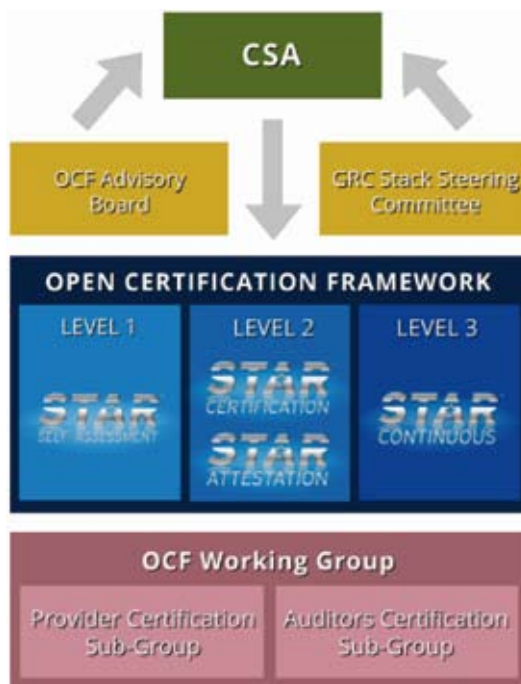 CSA
OCF Advisory
Board
GRC Stack Steering
Committee
OPEN CERTIFICATION FRAMEWORK
LEVEL 1
STAR
SELF ASSESSMENT
LEVEL 2
STAR
CERTIFICATION
STAR
ATTESTATION
LEVEL 3
STAR
CONTINUOUS
OCF Working Group
Provider Certification
Sub-Group
Auditors Certification
Sub-Group